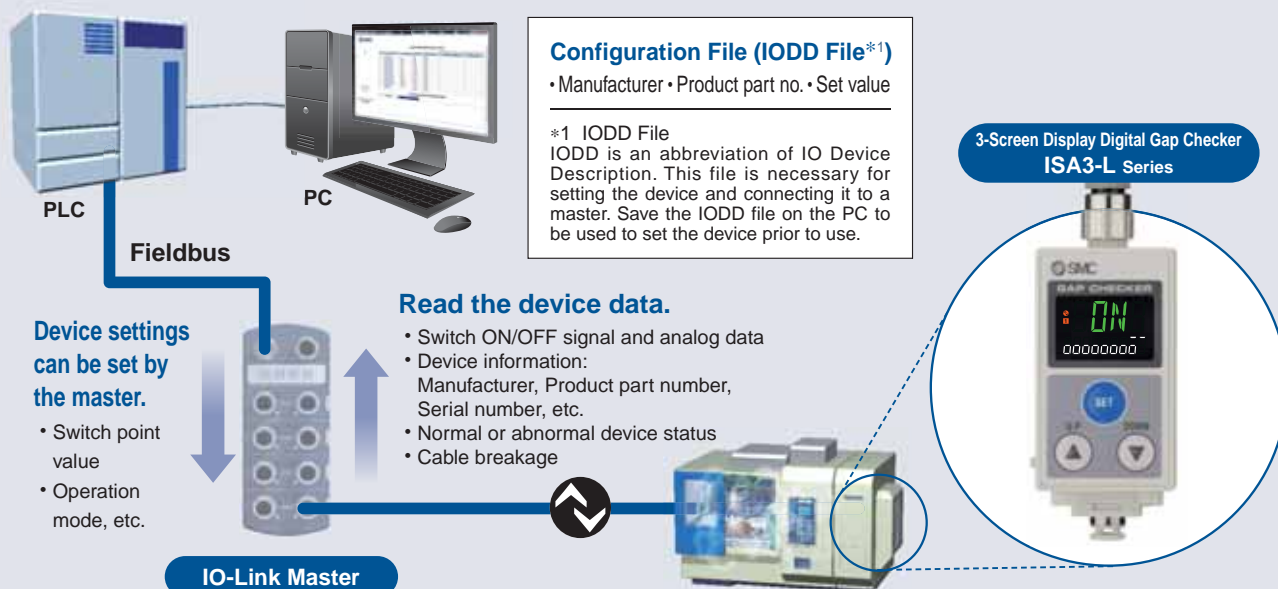 PLC
PC
Fieldbus
Configuration File (IODD File*1)
• Manufacturer • Product part no. • Set value
*1 IODD File
IODD is an abbreviation of IO Device
Description. This file is necessary for
setting the device and connecting it to a
master. Save the IODD file on the PC to
be used to set the device prior to use.
3-Screen Display Digital Gap Checker
ISA3-L Series
Device settings
can be set by
the master.
• Switch point
value
• Operation
mode, etc.
Read the device data.
• Switch ON/OFF signal and analog data
• Device information:
Manufacturer, Product part number,
Serial number, etc.
• Normal or abnormal device status
• Cable breakage
IO-Link Master
SMC
GAP CHECKER
ON
--
00000000
SET
UP DOWN